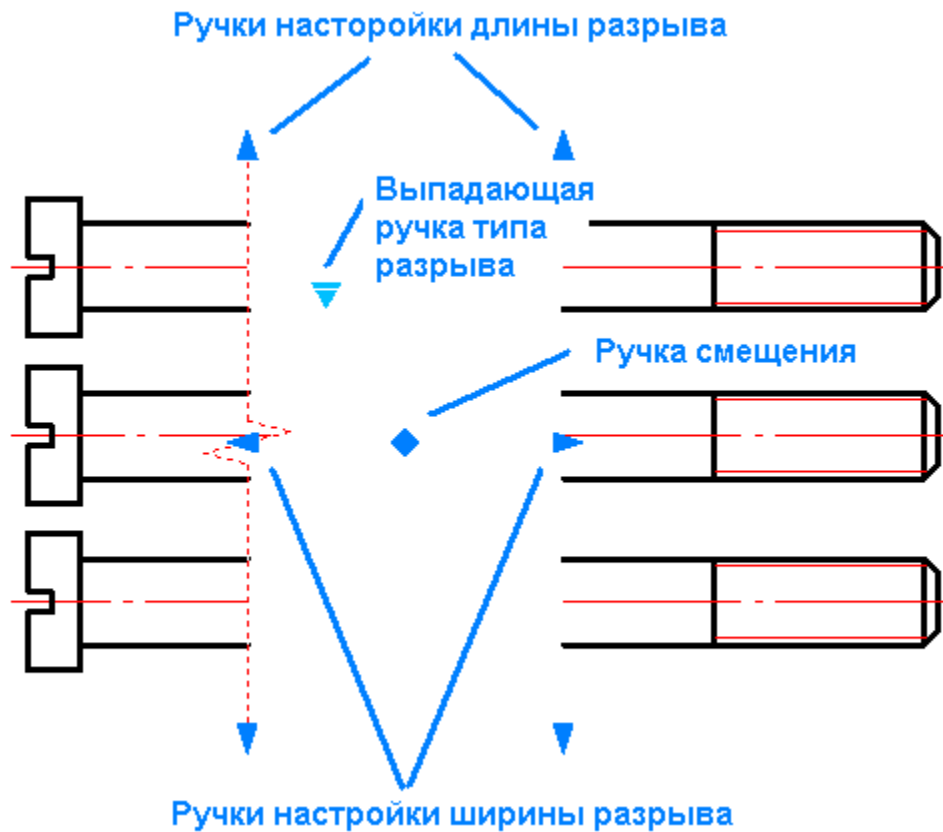 Ручки насторойки длины разрыва
Выпадающая
ручка типа
разрыва
Ручка смещения
Ручки настройки ширины разрыва